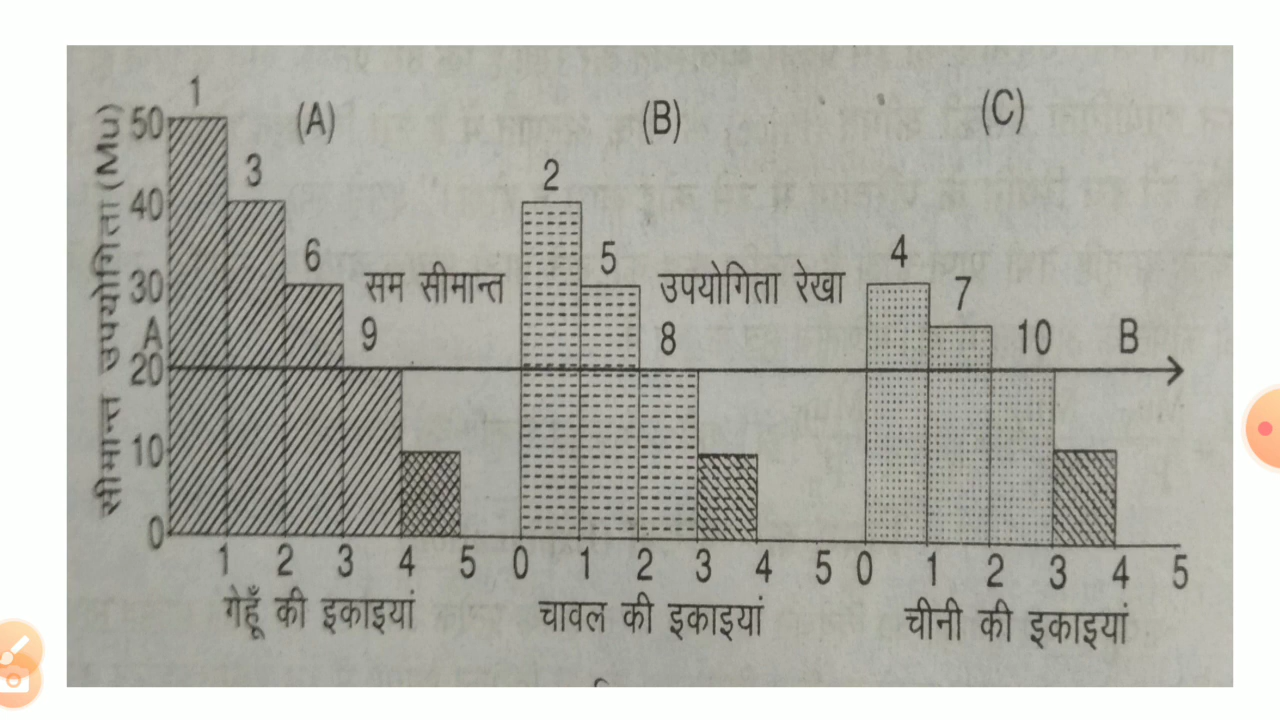 सीमान्त उपयोगिता (Mu)
(A)
(B)
(C)
50
40
30
A
20
10
0
1
3
6
9
2
5
8
4
7
10
B
सम सीमान्त उपयोगिता रेखा
1 2 3 4 5
0 1 2 3 4 5
0 1 2 3 4 5
गेहूँ की इकाइयां
चावल की इकाइयां
चीनी की इकाइयां